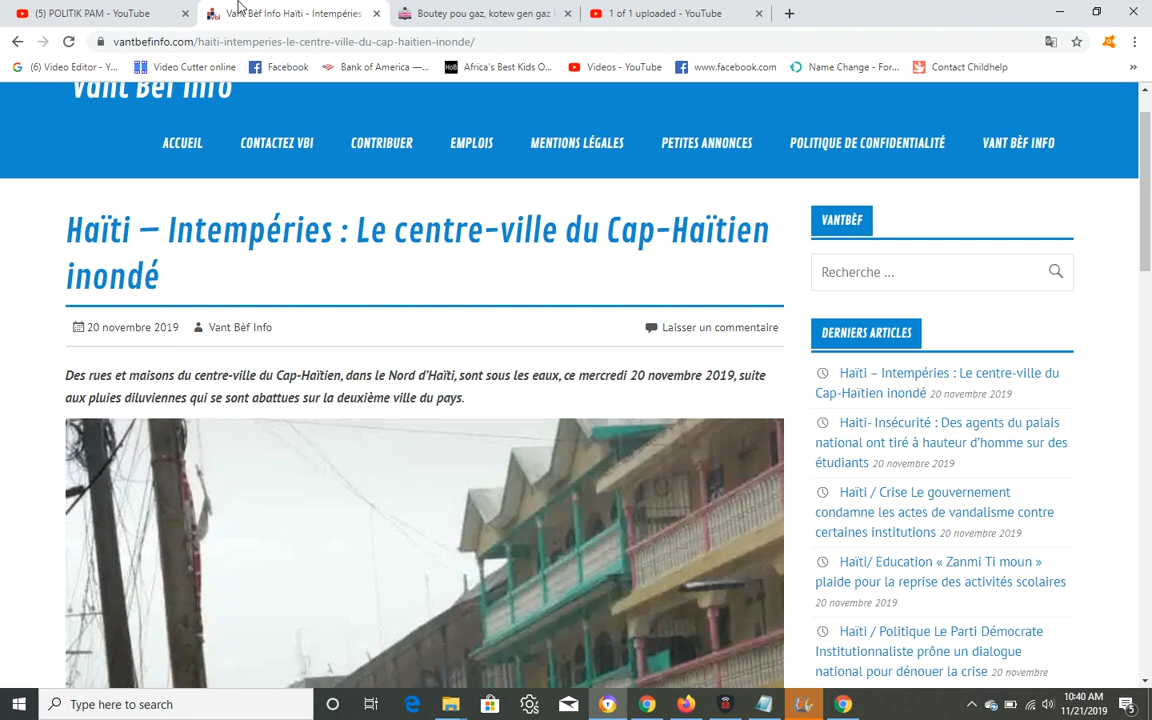 (5) POLITIK PAM - YouTube
Vant Bèf Info Haïti - Intempéries
Boutey pou gaz, kotew gen gaz
1 of 1 uploaded - YouTube
vantbefinfo.com/haiti-intemperies-le-centre-ville-du-cap-haitien-inonde/
(6) Video Editor - Y...
Video Cutter online
Facebook
Bank of America —...
HoB
Africa's Best Kids O...
Videos - YouTube
www.facebook.com
Name Change - For...
Contact Childhelp
»
Vant Bèf Info
ACCUEIL
CONTACTEZ VBI
CONTRIBUER
EMPLOIS
MENTIONS LÉGALES
PETITES ANNONCES
POLITIQUE DE CONFIDENTIALITÉ
VANT BÈF INFO
Haïti – Intempéries : Le centre-ville du Cap-Haïtien
inondé
20 novembre 2019 Vant Bèf Info
Laisser un commentaire
Des rues et maisons du centre-ville du Cap-Haïtien, dans le Nord d'Haïti, sont sous les eaux, ce mercredi 20 novembre 2019, suite
aux pluies diluviennes qui se sont abattues sur la deuxième ville du pays.
VANTBÈF
Recherche ...
DERNIERS ARTICLES
Haïti – Intempéries : Le centre-ville du
Cap-Haïtien inondé 20 novembre 2019
Haiti- Insécurité : Des agents du palais
national ont tiré à hauteur d'homme sur des
étudiants 20 novembre 2019
Haïti / Crise Le gouvernement
condamne les actes de vandalisme contre
certaines institutions 20 novembre 2019
Haïti/ Education « Zanmi Ti moun »
plaide pour la reprise des activités scolaires
20 novembre 2019
Haïti / Politique Le Parti Démocrate
Institutionnaliste prône un dialogue
national pour dénouer la crise 20 novembre
Type here to search
10:40 AM
11/21/2019
5